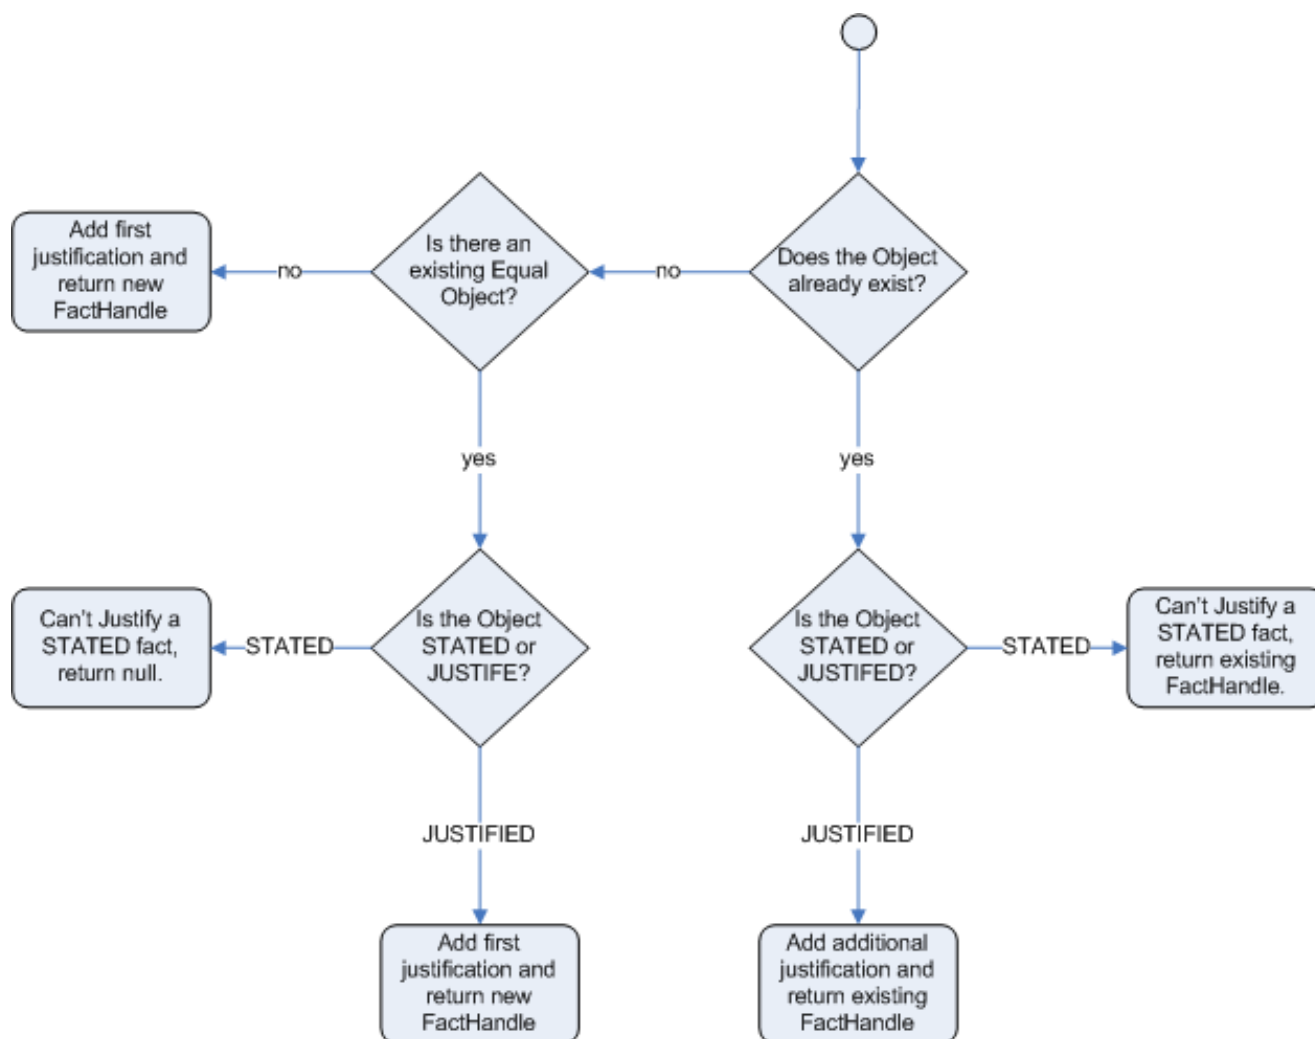 Does the Object
already exist?
no
Is there an
existing Equal
Object?
no
Add first
justification and
return new
FactHandle
yes
yes
Can't Justify a
STATED fact,
return null.
STATED
Is the Object
STATED or
JUSTIFE?
Is the Object
STATED or
JUSTIFED?
STATED
Can't Justify a
STATED fact,
return existing
FactHandle.
JUSTIFIED
JUSTIFIED
Add first
justification and
return new
FactHandle
Add additional
justification and
return existing
FactHandle